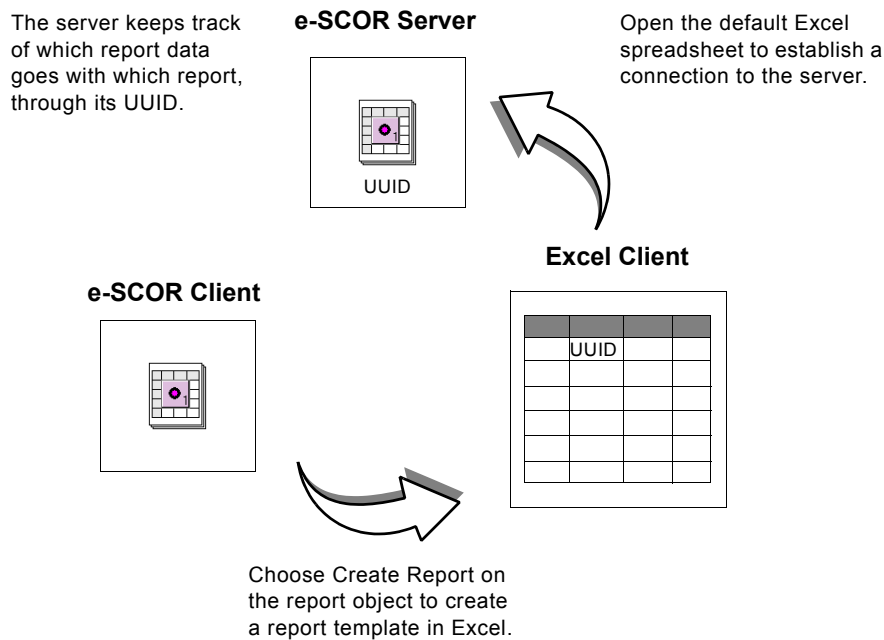 The server keeps track
of which report data
goes with which report,
through its UUID.
e-SCOR Server
1
UUID
Open the default Excel
spreadsheet to establish a
connection to the server.
Excel Client
UUID
e-SCOR Client
1
Choose Create Report on
the report object to create
a report template in Excel.